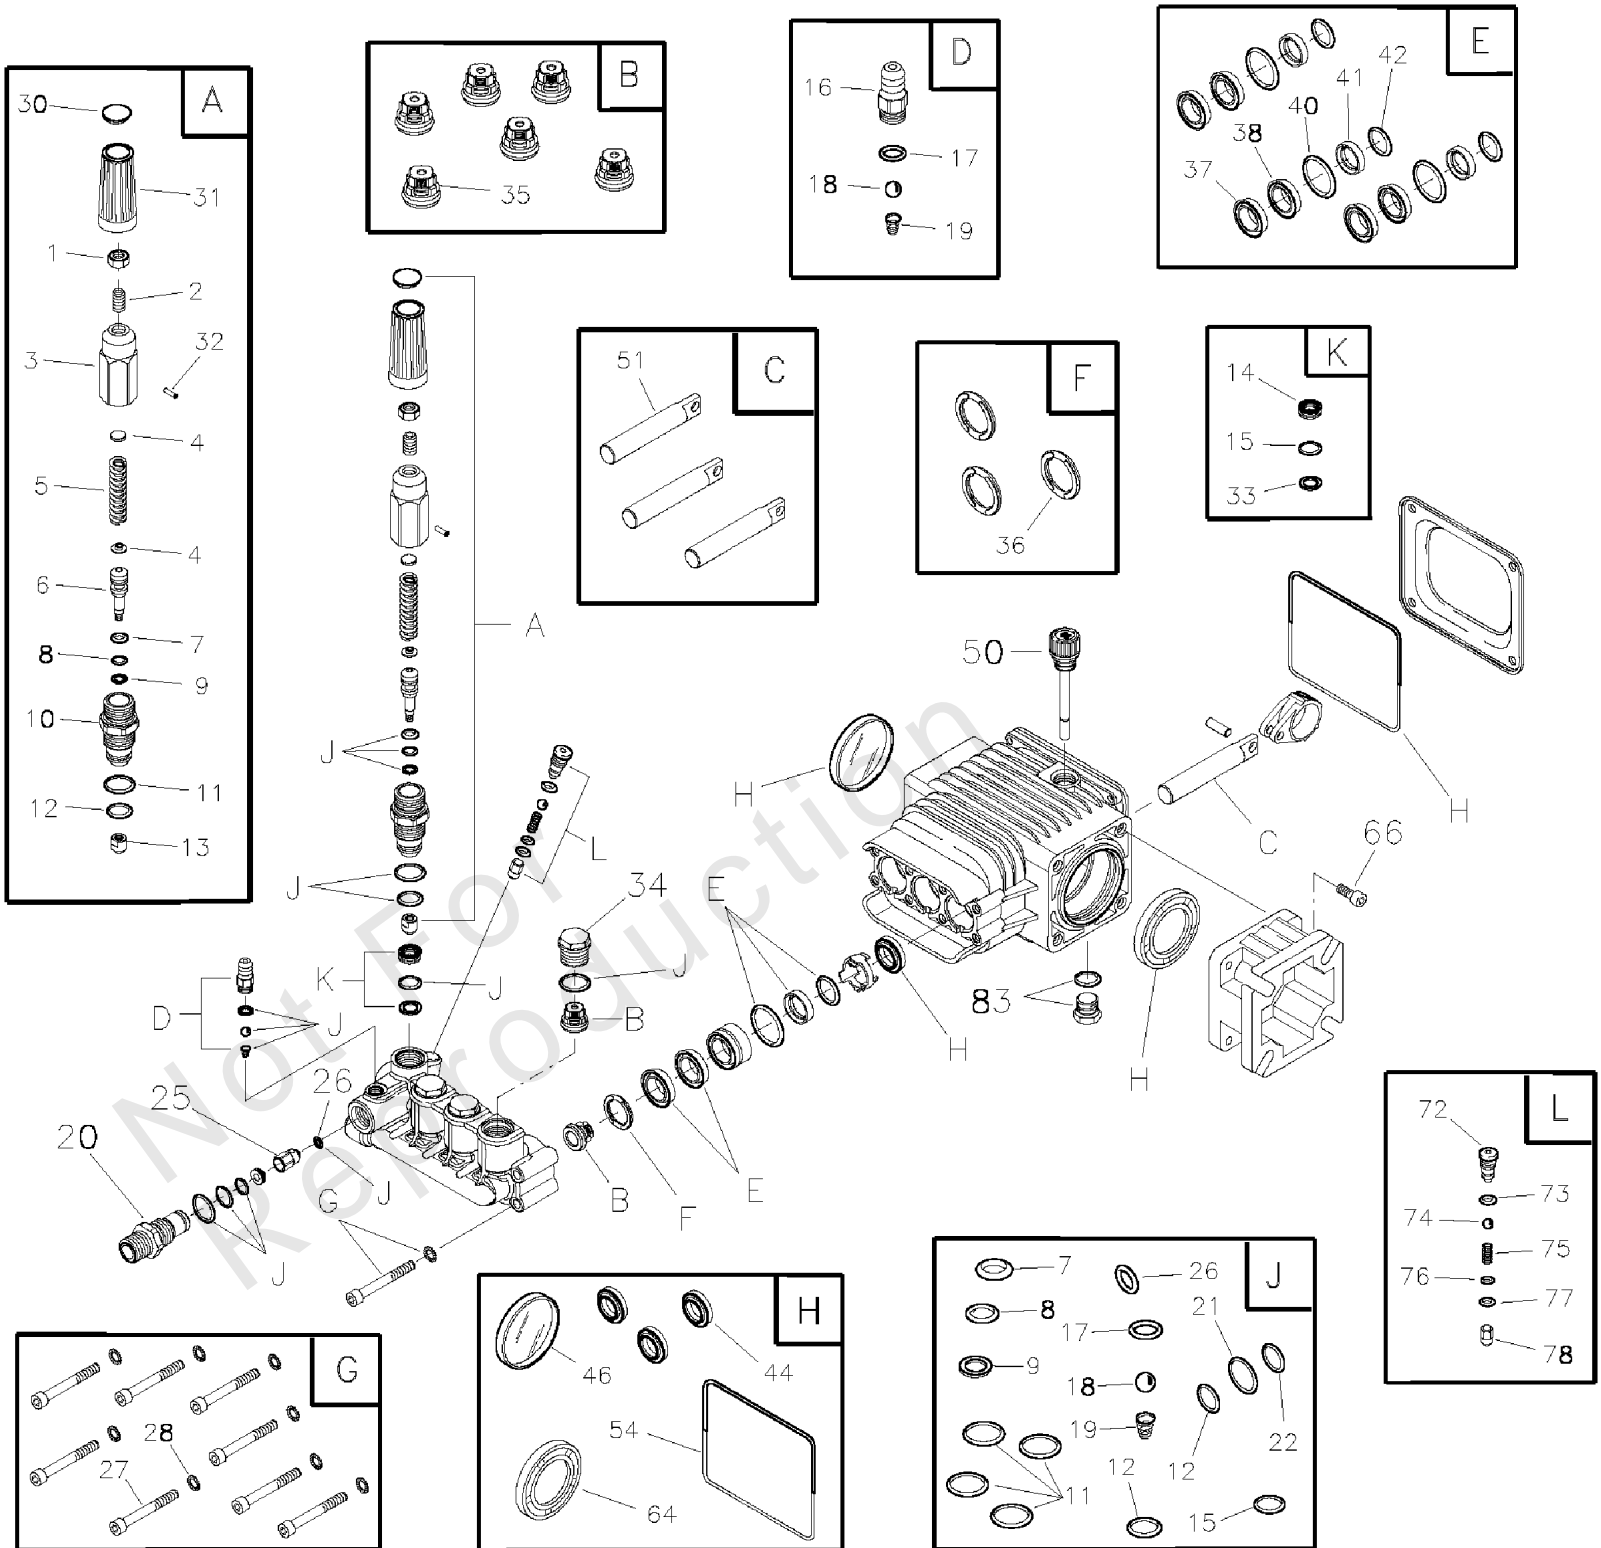 A
30
31
1
2
3
32
4
5
4
6
7
8
9
10
11
12
13
B
35
D
16
17
18
19
E
42
41
40
38
37
C
51
F
36
K
14
15
33
A
50
H
H
C
66
J
L
J
34
E
J
K
J
B
D
J
83
H
H
25
26
20
J
G
J
B
F
E
L
72
73
74
75
76
77
78
G
28
27
H
46
44
54
64
J
7
26
8
21
17
9
18
19
22
12
12
11
15
Not For
Reproduction